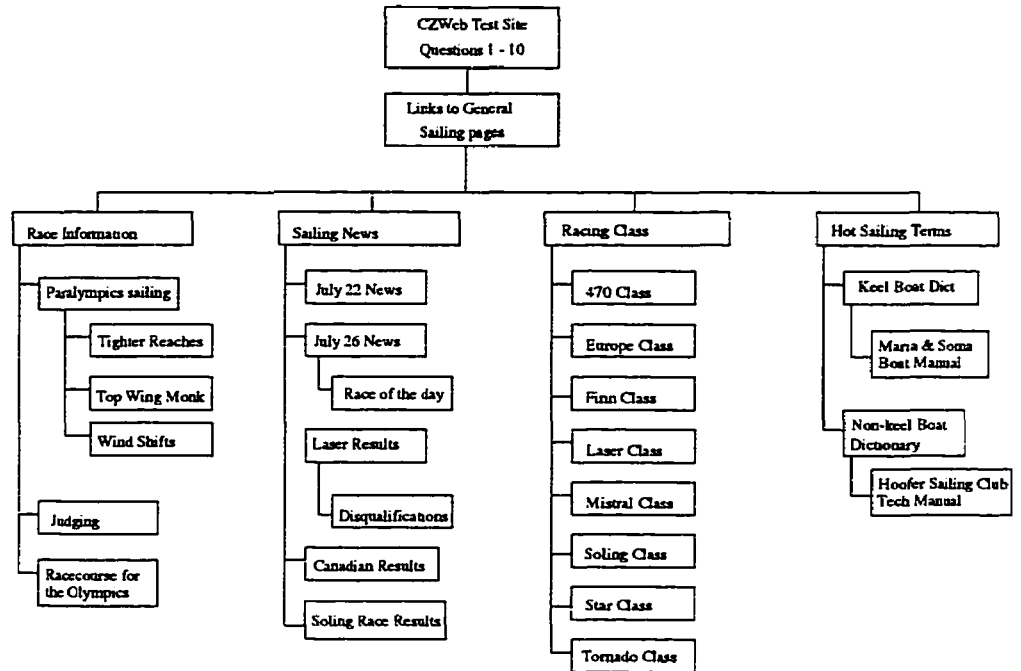 CZWeb Test Site
Questions 1 - 10
Links to General
Sailing pages
Race Information
Paralympics sailing
Tighter Reaches
Top Wing Monk
Wind Shifts
Judging
Racecourse for
the Olympics
Sailing News
July 22 News
July 26 News
Race of the day
Laser Results
Disqualifications
Canadian Results
Soling Race Results
Racing Class
470 Class
Europe Class
Finn Class
Laser Class
Mistral Class
Soling Class
Star Class
Tornado Class
Hot Sailing Terms
Keel Boat Dict
Maria & Soma
Boat Manual
Non-keel Boat
Dictionary
Hoofer Sailing Club
Tech Manual